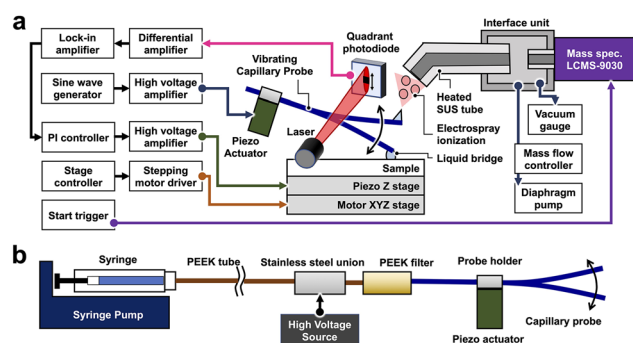 a
Lock-in
amplifier
Differential
amplifier
Quadrant
photodiode
Interface unit
Mass spec.
LCMS-9030
Sine wave
generator
High voltage
amplifier
Vibrating
Capillary Probe
Heated
SUS tube
Vacuum
gauge
PI controller
High voltage
amplifier
Piezo
Actuator
Laser
Electrospray
ionization
Liquid bridge
Mass flow
controller
Stage
controller
Stepping
motor driver
Sample
Piezo Z stage
Motor XYZ stage
Diaphragm
pump
Start trigger
b
Syringe
PEEK tube
Stainless steel union
PEEK filter
Probe holder
Syringe Pump
High Voltage
Source
Piezo actuator
Capillary probe